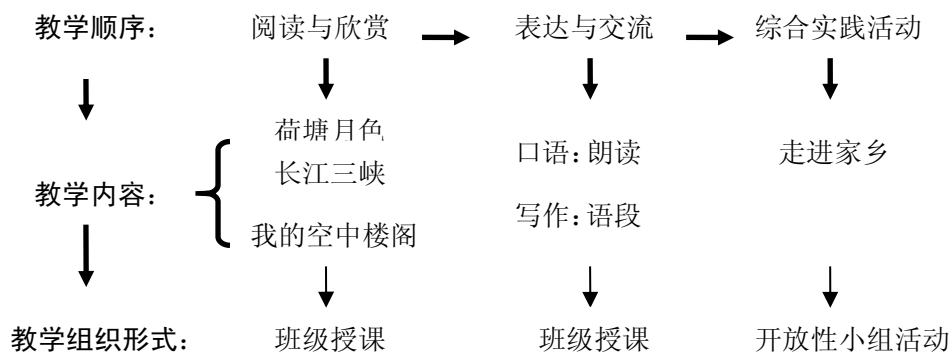 教学顺序： 阅读与欣赏 表达与交流 综合实践活动
荷塘月色
口语：朗读 走进家乡
长江三峡
教学内容：
写作：语段
我的空中楼阁
教学组织形式： 班级授课 班级授课 开放性小组活动